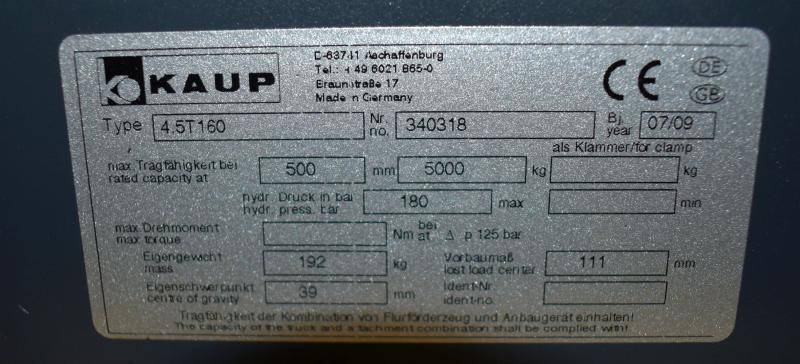 KAUP
D-63741 Aschaffenburg
Tel.: + 49 6021 865-0
Braunstraße 17
Made in Germany
CE
DE
GB
Type 4.5T160 Nr. no. 340318 Bj. year 07/09
als Klammer/for clamp
max. Tragfähigkeit bei rated capacity at 500 mm 5000 kg kg
hydr. Druck in bar hydr. press. bar 180 max min
max. Drehmoment max. torque Nm bei at Δ p 125 bar
Eigengewicht mass 192 kg Vorbaumaß lost load center 111 mm
Eigenschwerpunkt centre of gravity 39 mm Ident-Nr. ident-no.
Tragfähigkeit der Kombination von Flurförderzeug und Anbaugerät einhalten!
The capacity of the truck and attachment combination shall be complied with!